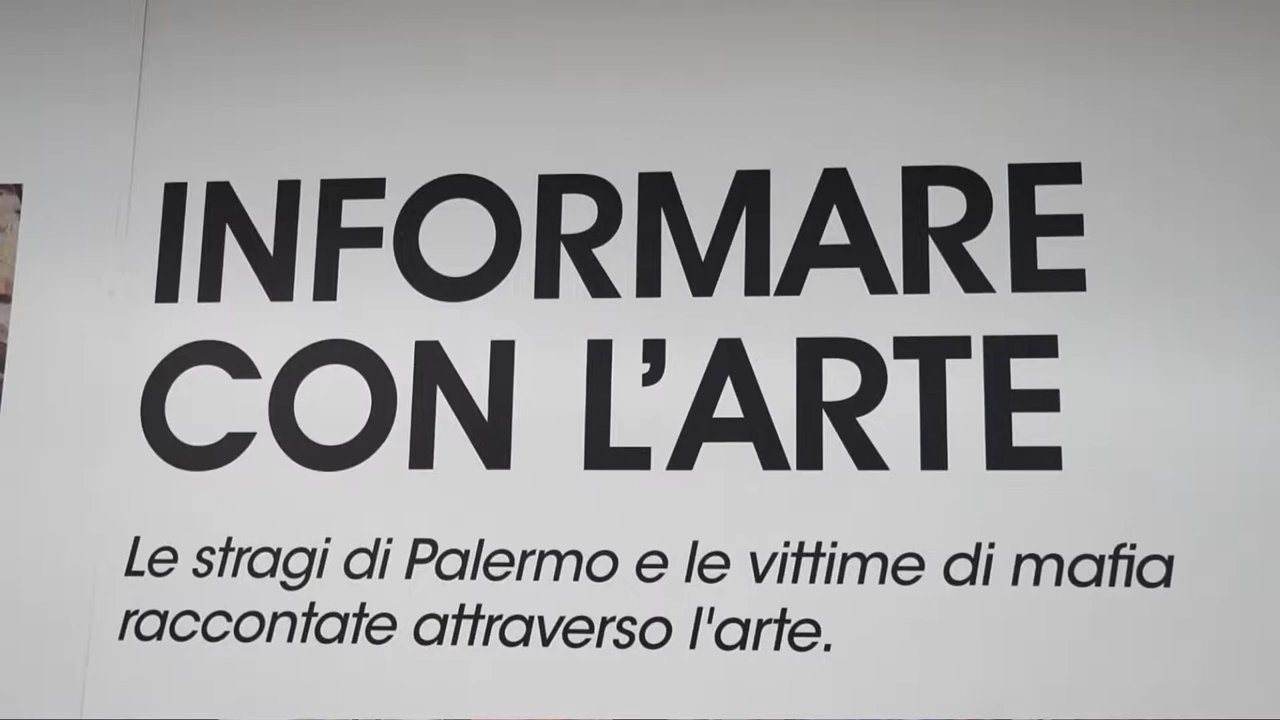 INFORMARE
CON L’ARTE
Le stragi di Palermo e le vittime di mafia
raccontate attraverso l'arte.